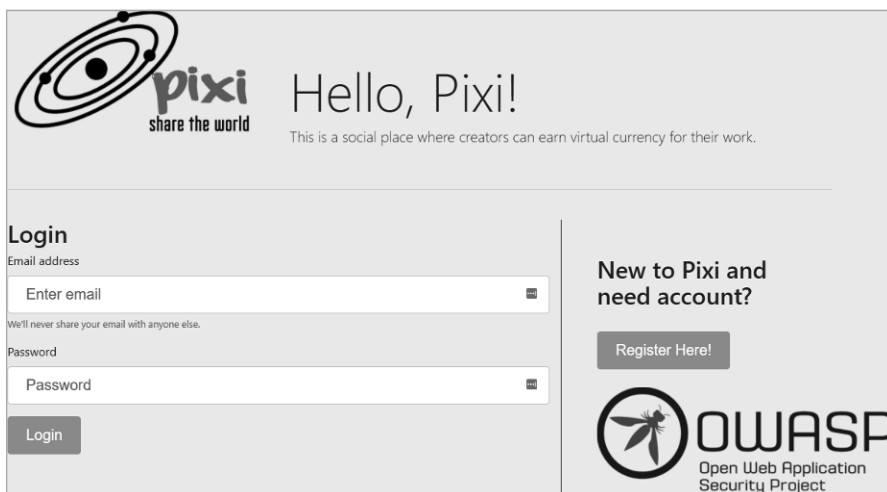 pixi
share the world
Hello, Pixi!
This is a social place where creators can earn virtual currency for their work.
Login
Email address
Enter email
We'll never share your email with anyone else.
Password
Password
Login
New to Pixi and
need account?
Register Here!
OWASP
Open Web Application
Security Project